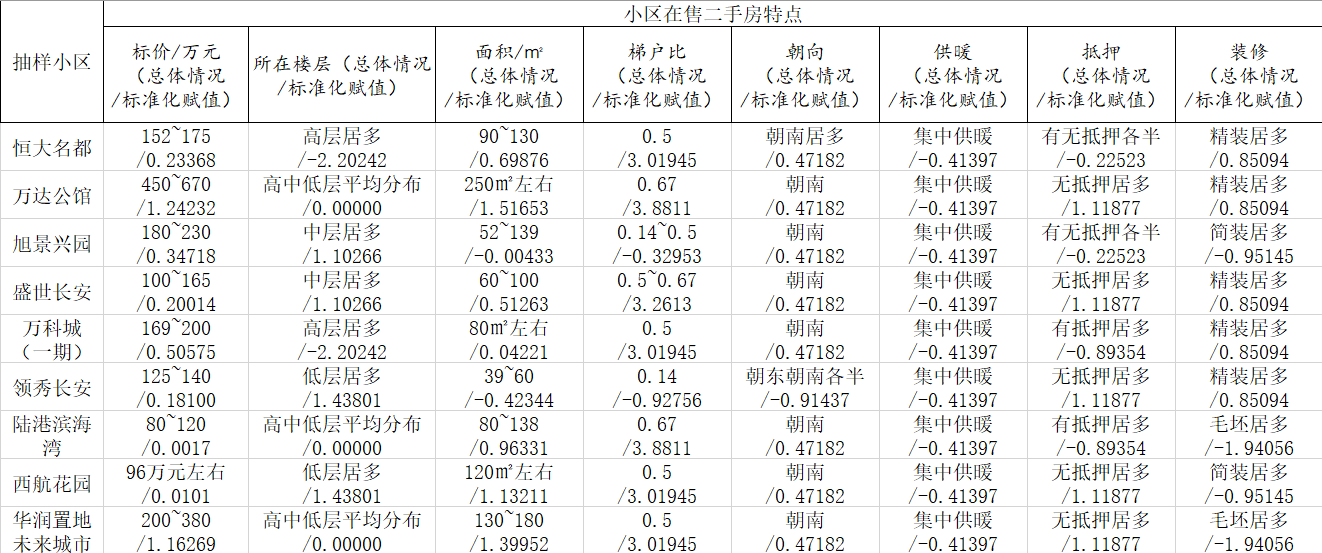 小区在售二手房特点
抽样小区
标价/万元
（总体情况
/标准化赋值）
所在楼层（总体情况
/标准化赋值）
面积/㎡
（总体情况
/标准化赋值）
梯户比
（总体情况
/标准化赋值）
朝向
（总体情况
/标准化赋值）
供暖
（总体情况
/标准化赋值）
抵押
（总体情况
/标准化赋值）
装修
（总体情况
/标准化赋值）
恒大名都
152~175
/0.23368
高层居多
/-2.20242
90~130
/0.69876
0.5
/3.01945
朝南居多
/0.47182
集中供暖
/-0.41397
有无抵押各半
/-0.22523
精装居多
/0.85094
万达公馆
450~670
/1.24232
高中低层平均分布
/0.00000
250㎡左右
/1.51653
0.67
/3.8811
朝南
/0.47182
集中供暖
/-0.41397
无抵押居多
/1.11877
精装居多
/0.85094
旭景兴园
180~230
/0.34718
中层居多
/1.10266
52~139
/-0.00433
0.14~0.5
/-0.32953
朝南
/0.47182
集中供暖
/-0.41397
有无抵押各半
/-0.22523
简装居多
/-0.95145
盛世长安
100~165
/0.20014
中层居多
/1.10266
60~100
/0.51263
0.5~0.67
/3.2613
朝南
/0.47182
集中供暖
/-0.41397
无抵押居多
/1.11877
精装居多
/0.85094
万科城
（一期）
169~200
/0.50575
高层居多
/-2.20242
80㎡左右
/0.04221
0.5
/3.01945
朝南
/0.47182
集中供暖
/-0.41397
有抵押居多
/-0.89354
精装居多
/0.85094
领秀长安
125~140
/0.18100
低层居多
/1.43801
39~60
/-0.42344
0.14
/-0.92756
朝东朝南各半
/-0.91437
集中供暖
/-0.41397
无抵押居多
/1.11877
精装居多
/0.85094
陆港滨海
湾
80~120
/0.0017
高中低层平均分布
/0.00000
80~138
/0.96331
0.67
/3.8811
朝南
/0.47182
集中供暖
/-0.41397
有抵押居多
/-0.89354
毛坯居多
/-1.94056
西航花园
96万元左右
/0.0101
低层居多
/1.43801
120㎡左右
/1.13211
0.5
/3.01945
朝南
/0.47182
集中供暖
/-0.41397
无抵押居多
/1.11877
简装居多
/-0.95145
华润置地
未来城市
200~380
/1.16269
高中低层平均分布
/0.00000
130~180
/1.39952
0.5
/3.01945
朝南
/0.47182
集中供暖
/-0.41397
无抵押居多
/1.11877
毛坯居多
/-1.94056